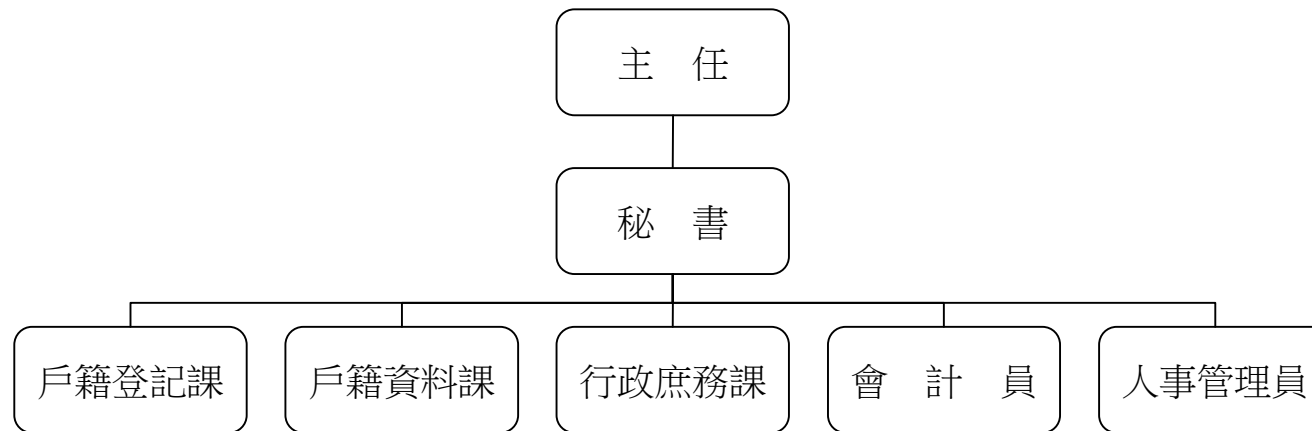 主　任
秘　書
戶籍登記課
戶籍資料課
行政庶務課
會　計　員
人事管理員